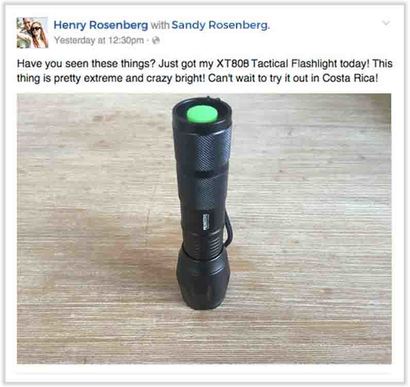 Henry Rosenberg with Sandy Rosenberg.
Yesterday at 12:30pm ·
Have you seen these things? Just got my XT808 Tactical Flashlight today! This
thing is pretty extreme and crazy bright! Can't wait to try it out in Costa Rica!